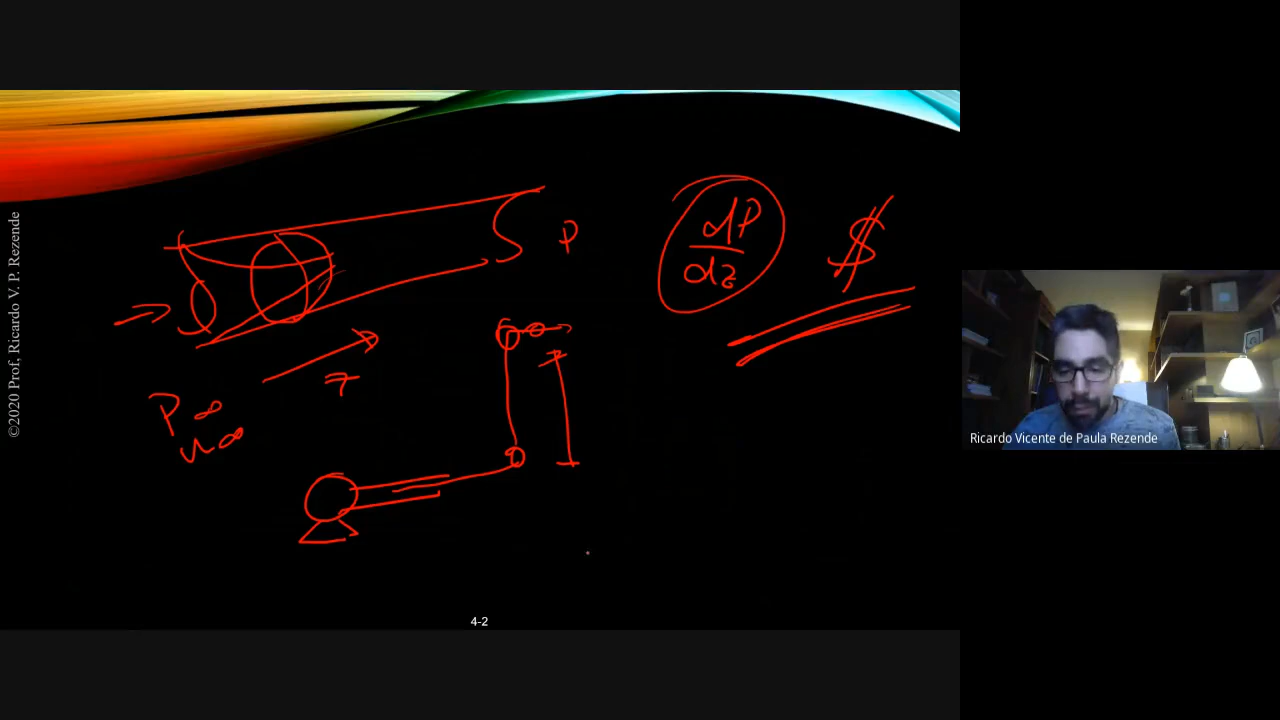 ©2020 Prof, Ricardo V. P. Rezende
P
dP
dz
$
z
P∞
v∞
4-2
Ricardo Vicente de Paula Rezende